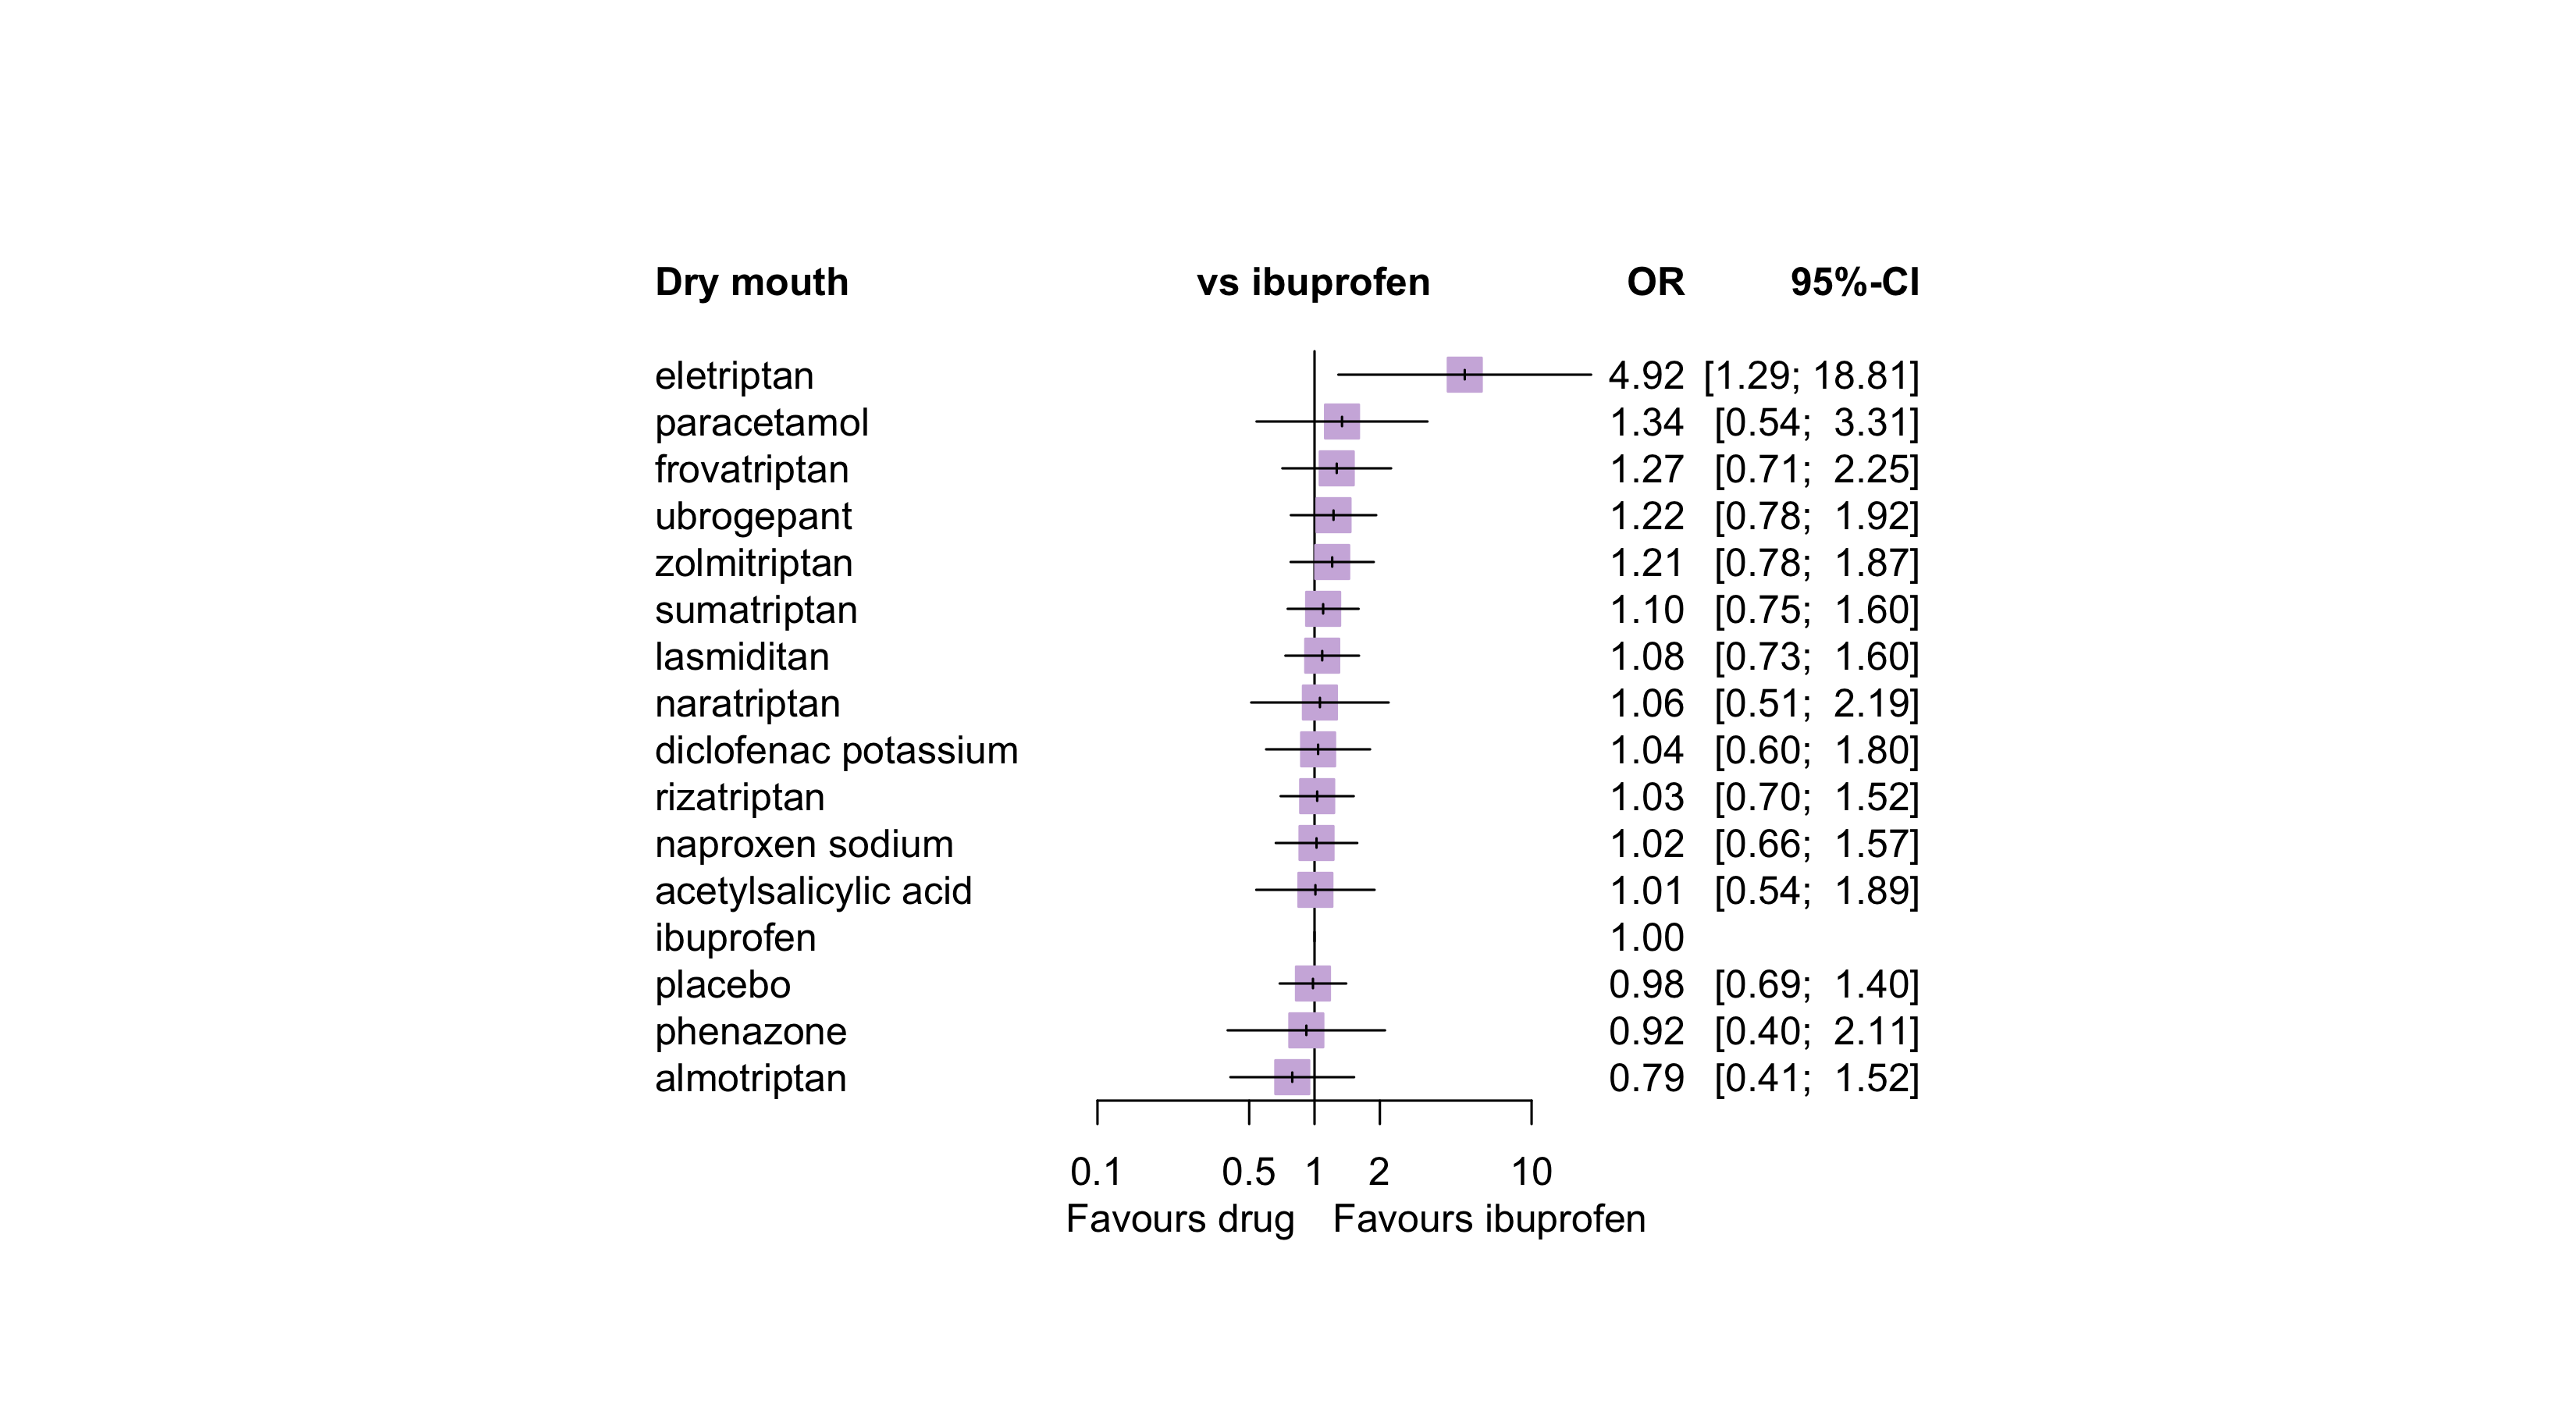 Dry mouth vs ibuprofen OR 95%-CI
eletriptan 4.92 [1.29; 18.81]
paracetamol 1.34 [0.54; 3.31]
frovatriptan 1.27 [0.71; 2.25]
ubrogepant 1.22 [0.78; 1.92]
zolmitriptan 1.21 [0.78; 1.87]
sumatriptan 1.10 [0.75; 1.60]
lasmiditan 1.08 [0.73; 1.60]
naratriptan 1.06 [0.51; 2.19]
diclofenac potassium 1.04 [0.60; 1.80]
rizatriptan 1.03 [0.70; 1.52]
naproxen sodium 1.02 [0.66; 1.57]
acetylsalicylic acid 1.01 [0.54; 1.89]
ibuprofen 1.00
placebo 0.98 [0.69; 1.40]
phenazone 0.92 [0.40; 2.11]
almotriptan 0.79 [0.41; 1.52]
0.1 0.5 1 2 10
Favours drug Favours ibuprofen